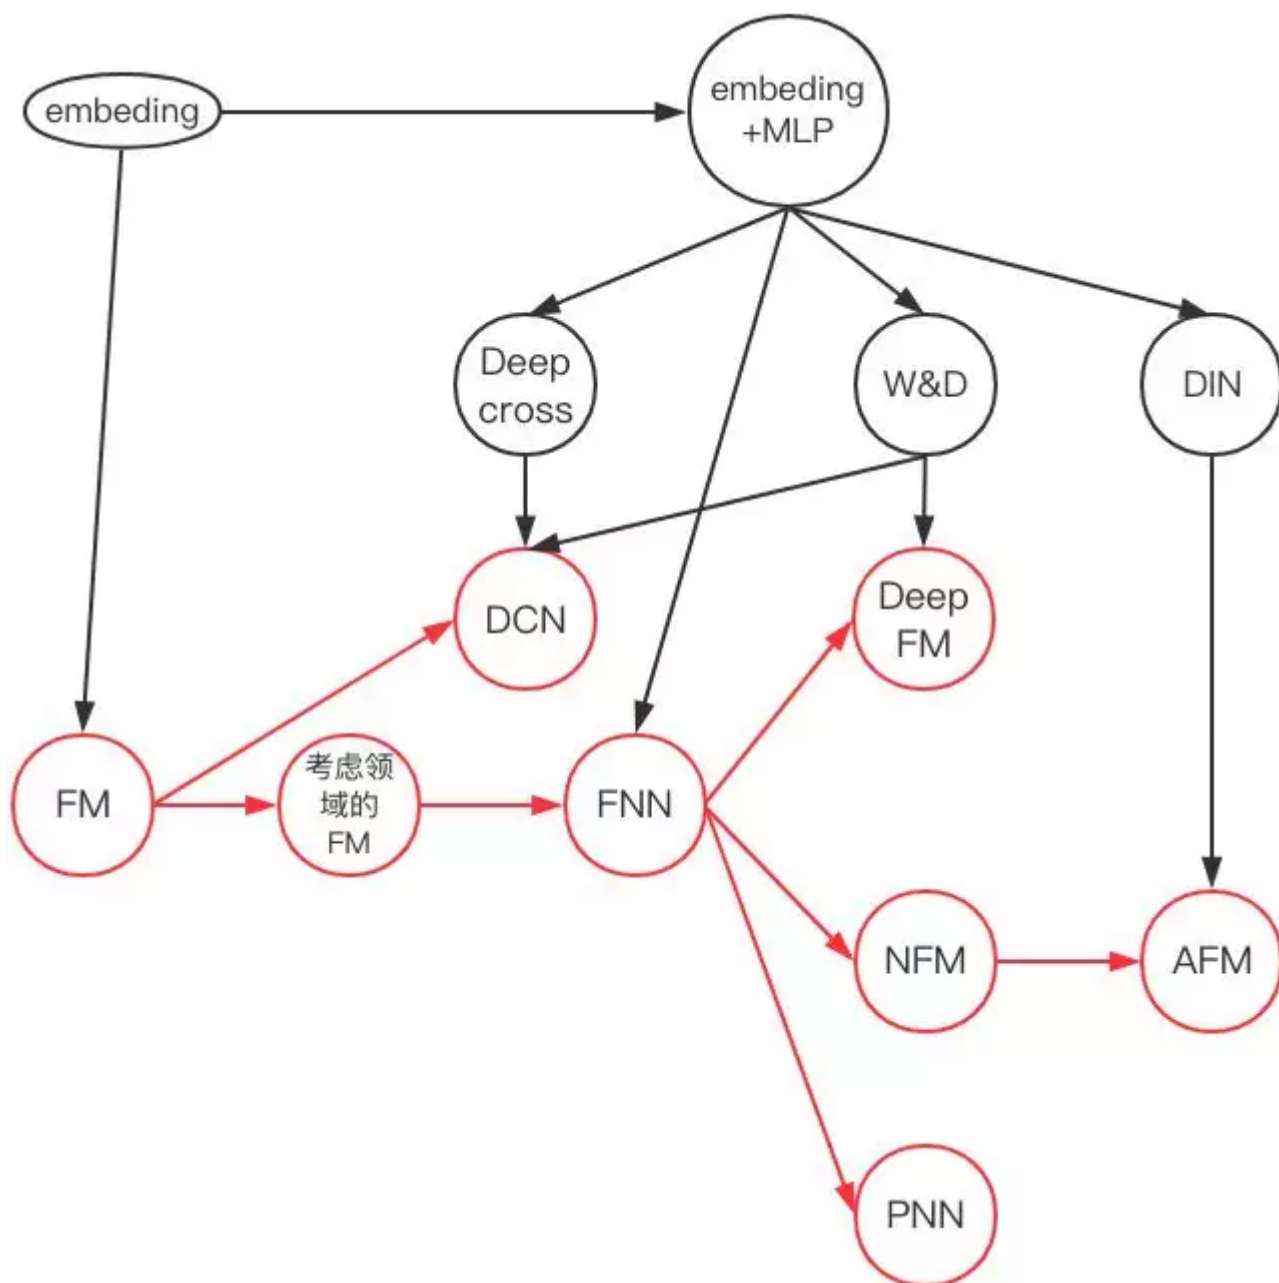 embeding
embeding
+MLP
Deep
cross
W&D
DIN
DCN
Deep
FM
FM
考虑领
域的
FM
FNN
NFM
AFM
PNN